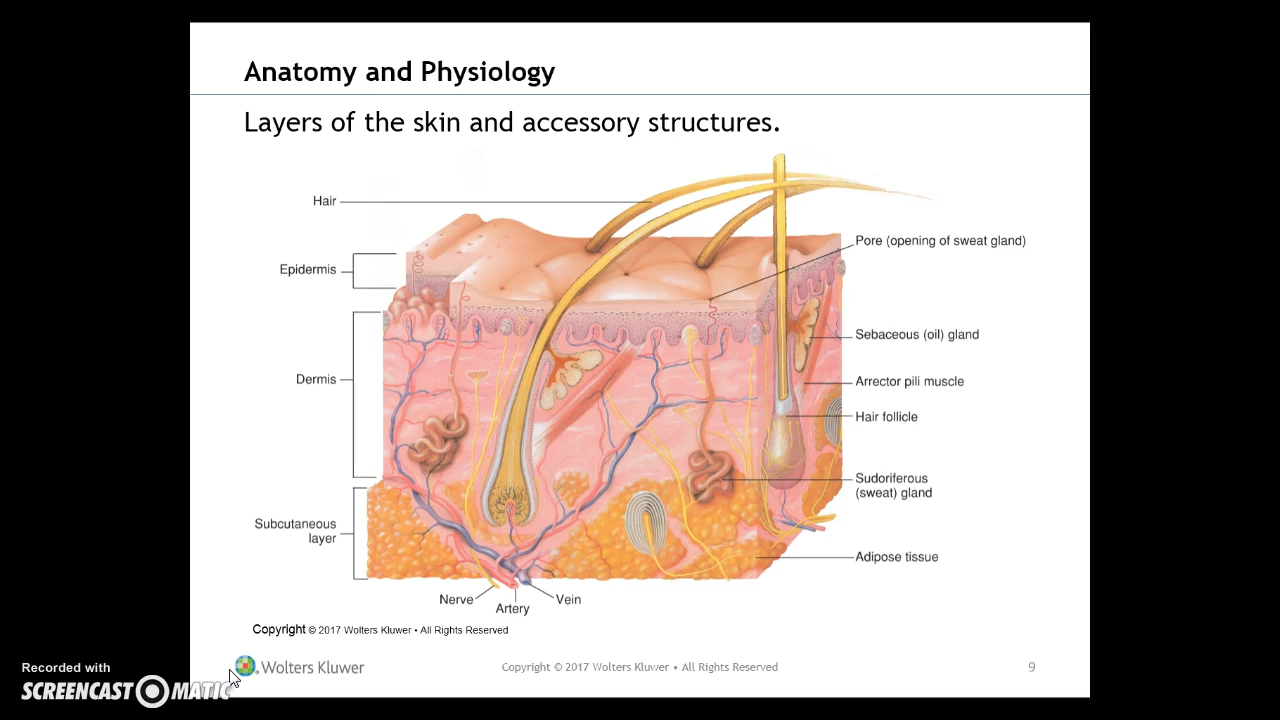 Anatomy and Physiology
Layers of the skin and accessory structures.
Hair
Pore (opening of sweat gland)
Epidermis
Sebaceous (oil) gland
Dermis
Arrector pili muscle
Hair follicle
Sudoriferous
(sweat) gland
Subcutaneous
layer
Adipose tissue
Nerve
Artery
Vein
Copyright © 2017 Wolters Kluwer • All Rights Reserved
Wolters Kluwer
Copyright © 2017 Wolters Kluwer • All Rights Reserved
9
Recorded with
SCREENCAST MATIC